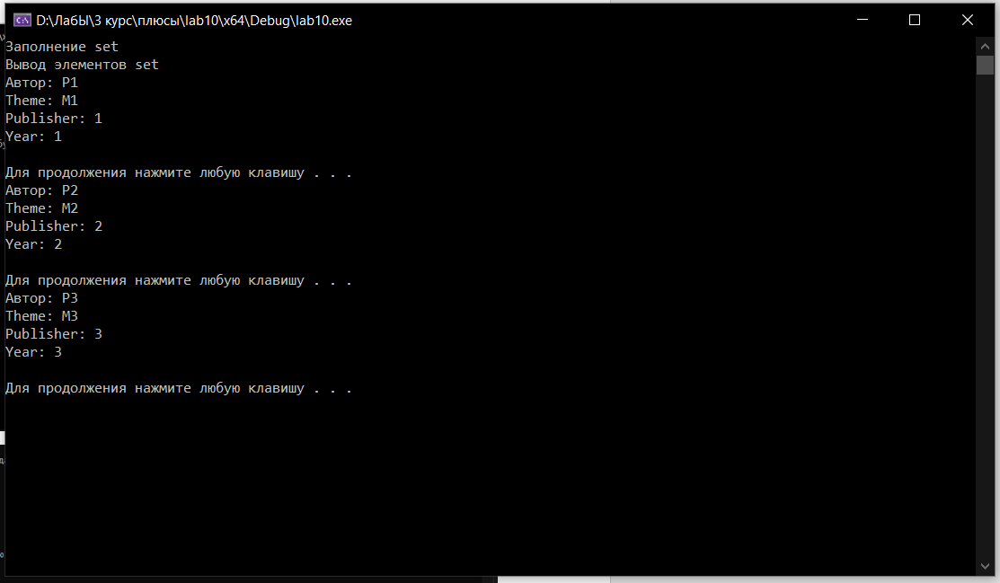 D:\ЛабЫ\3 курс\плюсы\lab10\x64\Debug\lab10.exe
Заполнение set
Вывод элементов set
Автор: P1
Theme: M1
Publisher: 1
Year: 1
Для продолжения нажмите любую клавишу . . .
Автор: P2
Theme: M2
Publisher: 2
Year: 2
Для продолжения нажмите любую клавишу . . .
Автор: P3
Theme: M3
Publisher: 3
Year: 3
Для продолжения нажмите любую клавишу . . .